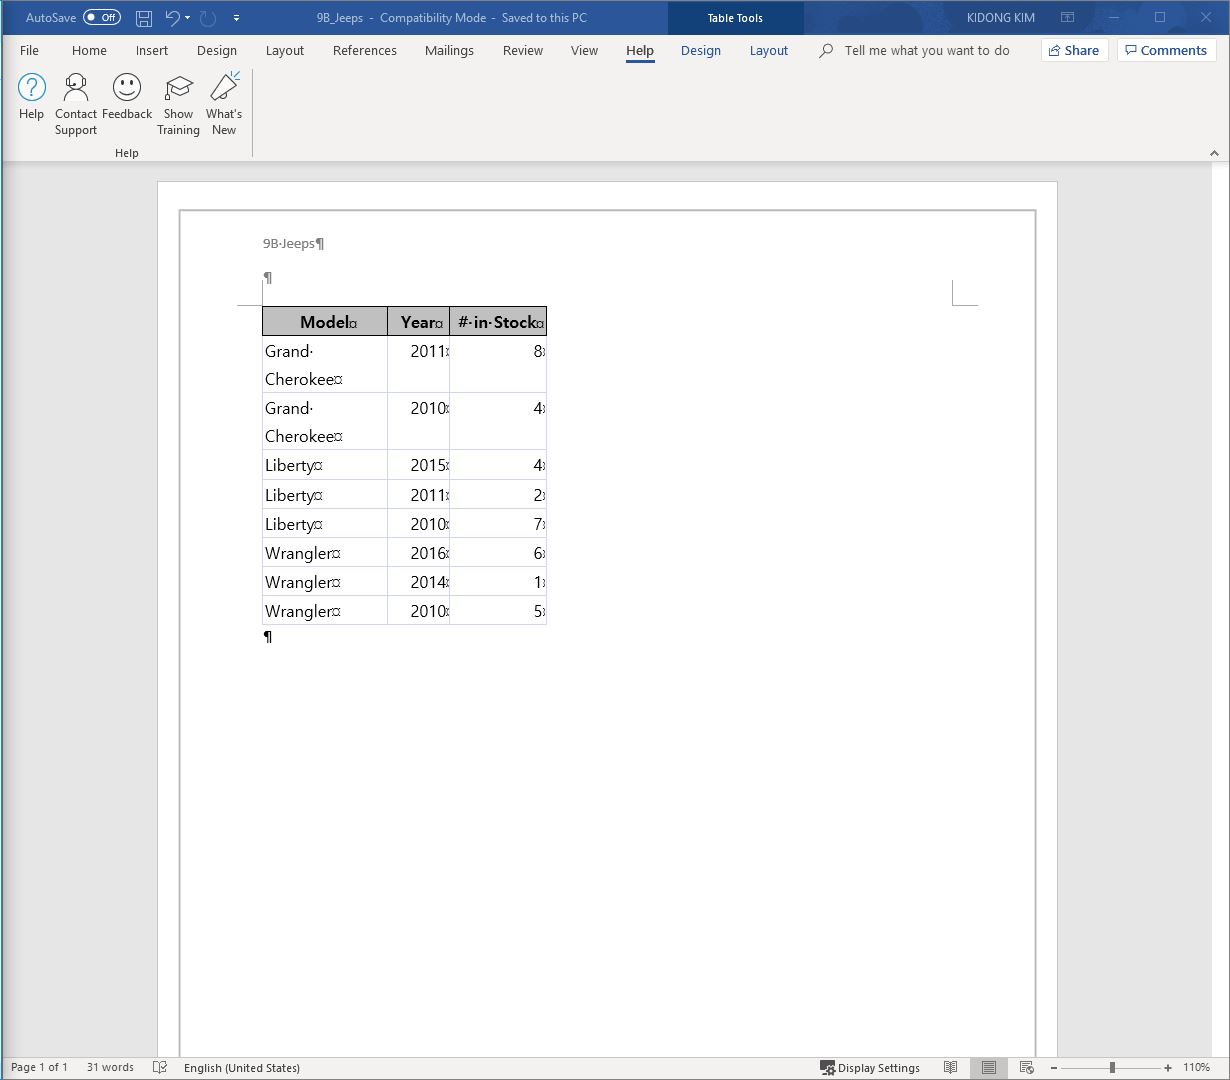 AutoSave Off 9B_Jeeps - Compatibility Mode - Saved to this PC Table Tools KIDONG KIM
File Home Insert Design Layout References Mailings Review View Help Design Layout Tell me what you want to do Share Comments
Help Contact Support Feedback Show Training What's New
Help
9B·Jeeps¶
¶
Model¤ Year¤ #·in·Stock¤
Grand· 2011¤ 8¤
Cherokee¤
Grand· 2010¤ 4¤
Cherokee¤
Liberty¤ 2015¤ 4¤
Liberty¤ 2011¤ 2¤
Liberty¤ 2010¤ 7¤
Wrangler¤ 2016¤ 6¤
Wrangler¤ 2014¤ 1¤
Wrangler¤ 2010¤ 5¤
¶
Page 1 of 1 31 words English (United States) Display Settings 110%